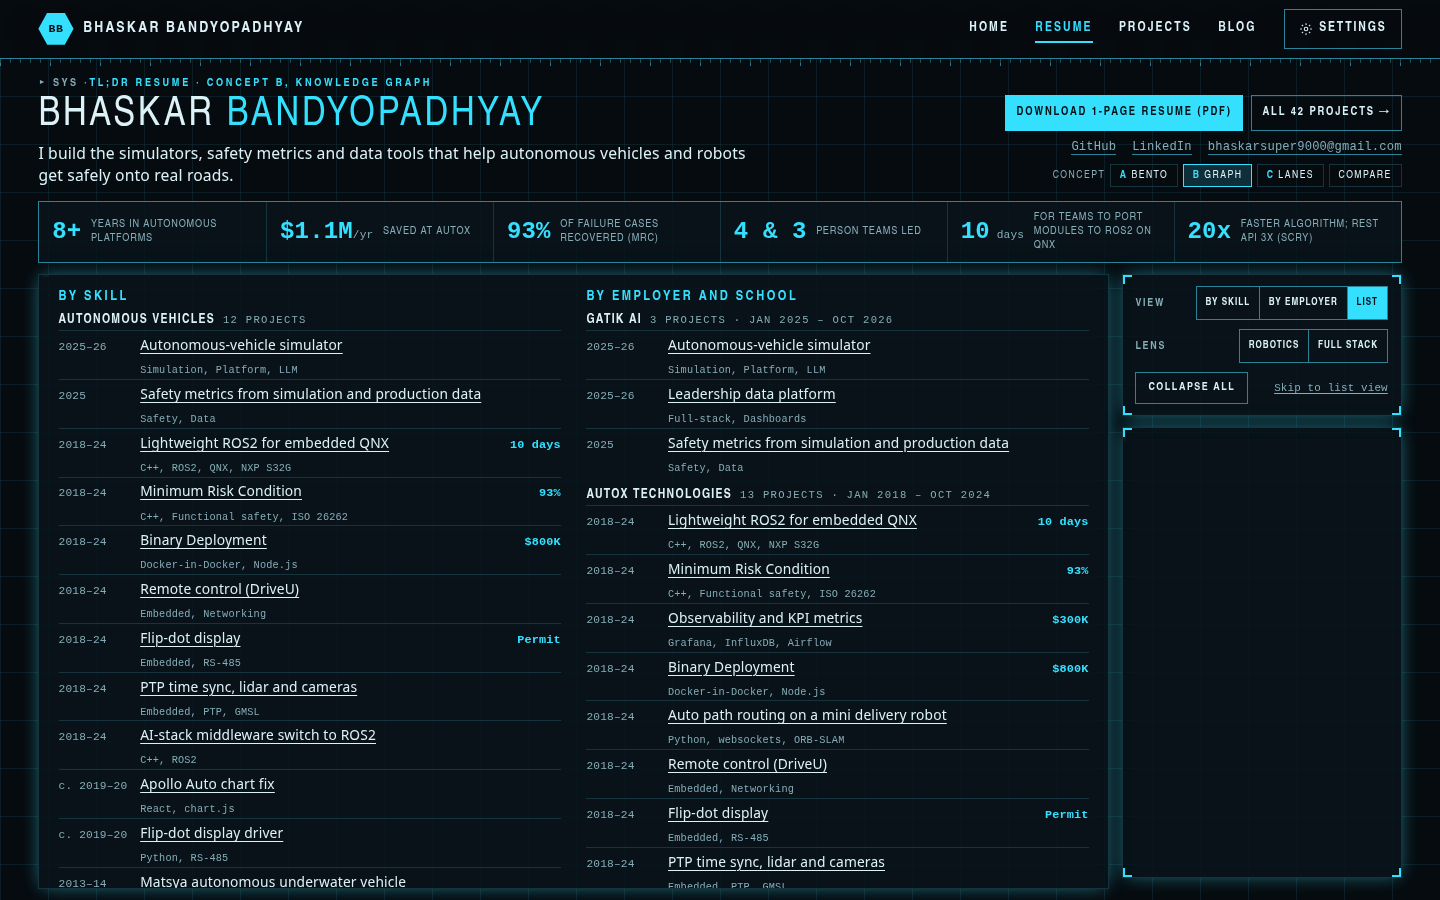 BB BHASKAR BANDYOPADHYAY
HOME RESUME PROJECTS BLOG SETTINGS
▸ SYS ·TL;DR RESUME · CONCEPT B, KNOWLEDGE GRAPH
BHASKAR BANDYOPADHYAY
I build the simulators, safety metrics and data tools that help autonomous vehicles and robots
get safely onto real roads.
DOWNLOAD 1-PAGE RESUME (PDF) ALL 42 PROJECTS →
GitHub LinkedIn bhaskarsuper9000@gmail.com
CONCEPT A BENTO B GRAPH C LANES COMPARE
8+ YEARS IN AUTONOMOUS
PLATFORMS
$1.1M/yr SAVED AT AUTOX
93% OF FAILURE CASES
RECOVERED (MRC)
4 & 3 PERSON TEAMS LED
10 days FOR TEAMS TO PORT
MODULES TO ROS2 ON
QNX
20x FASTER ALGORITHM; REST
API 3X (SCRY)
BY SKILL
AUTONOMOUS VEHICLES 12 PROJECTS
2025–26 Autonomous-vehicle simulator
Simulation, Platform, LLM
2025 Safety metrics from simulation and production data
Safety, Data
2018–24 Lightweight ROS2 for embedded QNX 10 days
C++, ROS2, QNX, NXP S32G
2018–24 Minimum Risk Condition 93%
C++, Functional safety, ISO 26262
2018–24 Binary Deployment $800K
Docker-in-Docker, Node.js
2018–24 Remote control (DriveU)
Embedded, Networking
2018–24 Flip-dot display Permit
Embedded, RS-485
2018–24 PTP time sync, lidar and cameras
Embedded, PTP, GMSL
2018–24 AI-stack middleware switch to ROS2
C++, ROS2
c. 2019–20 Apollo Auto chart fix
React, chart.js
c. 2019–20 Flip-dot display driver
Python, RS-485
2013–14 Matsya autonomous underwater vehicle
BY EMPLOYER AND SCHOOL
GATIK AI 3 PROJECTS · JAN 2025 – OCT 2026
2025–26 Autonomous-vehicle simulator
Simulation, Platform, LLM
2025–26 Leadership data platform
Full-stack, Dashboards
2025 Safety metrics from simulation and production data
Safety, Data
AUTOX TECHNOLOGIES 13 PROJECTS · JAN 2018 – OCT 2024
2018–24 Lightweight ROS2 for embedded QNX 10 days
C++, ROS2, QNX, NXP S32G
2018–24 Minimum Risk Condition 93%
C++, Functional safety, ISO 26262
2018–24 Observability and KPI metrics $300K
Grafana, InfluxDB, Airflow
2018–24 Binary Deployment $800K
Docker-in-Docker, Node.js
2018–24 Auto path routing on a mini delivery robot
Python, websockets, ORB-SLAM
2018–24 Remote control (DriveU)
Embedded, Networking
2018–24 Flip-dot display Permit
Embedded, RS-485
2018–24 PTP time sync, lidar and cameras
Embedded, PTP, GMSL
VIEW BY SKILL BY EMPLOYER LIST
LENS ROBOTICS FULL STACK
COLLAPSE ALL Skip to list view